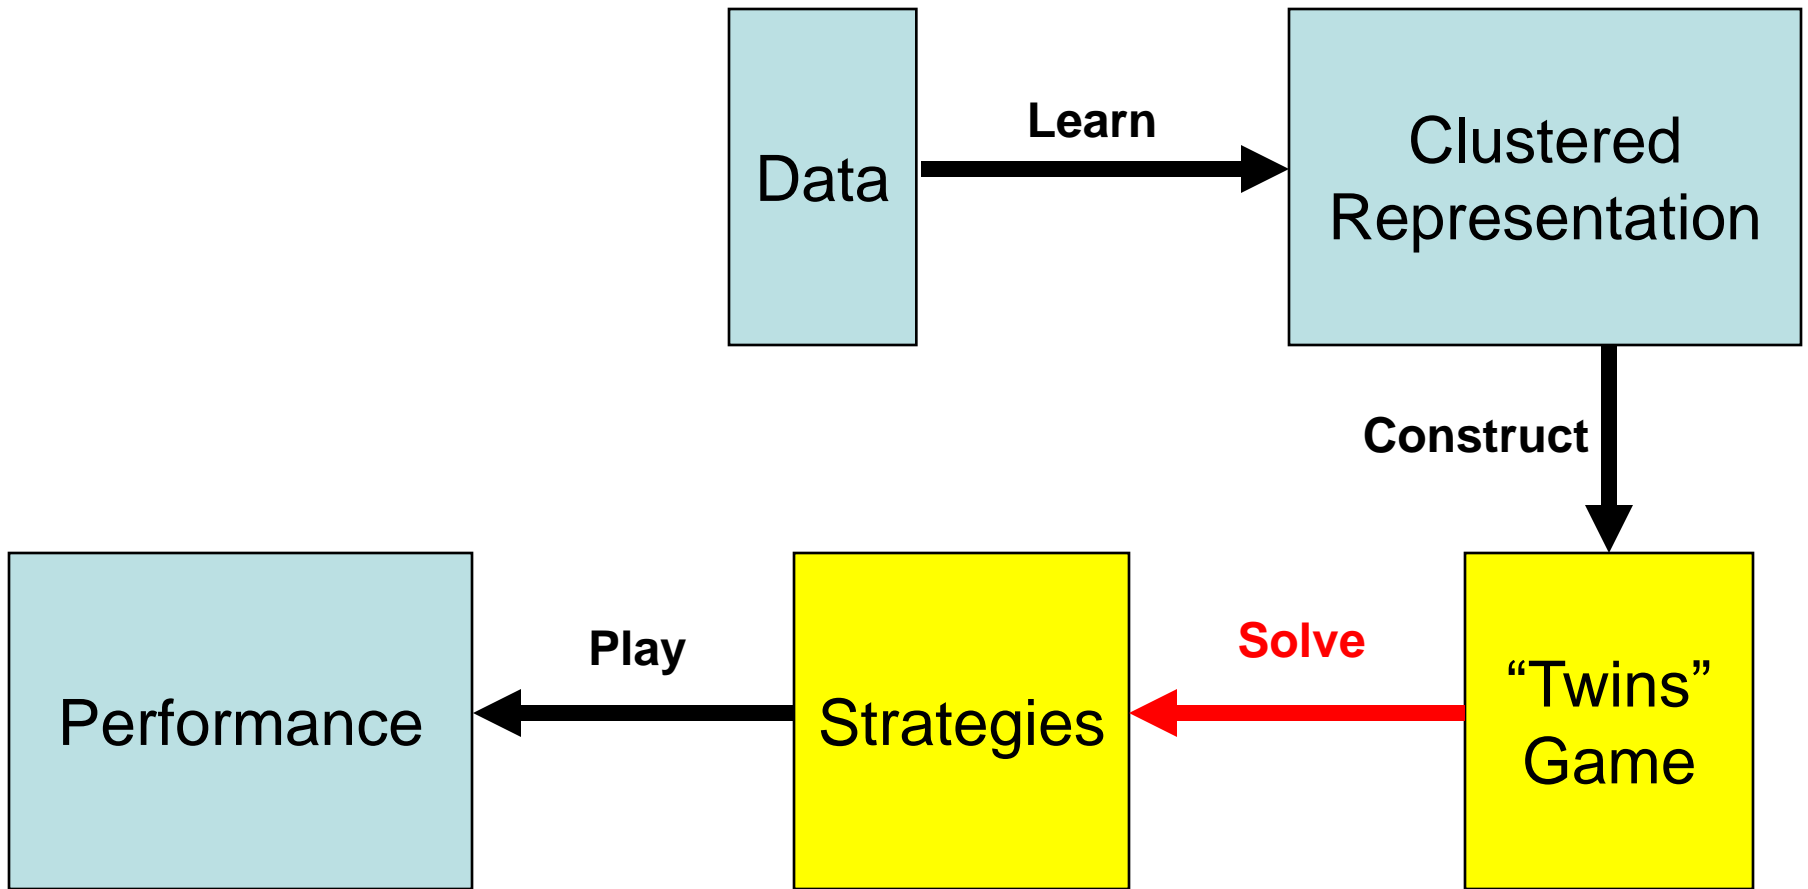 Data
Learn
Clustered
Representation
Construct
“Twins”
Game
Solve
Strategies
Play
Performance